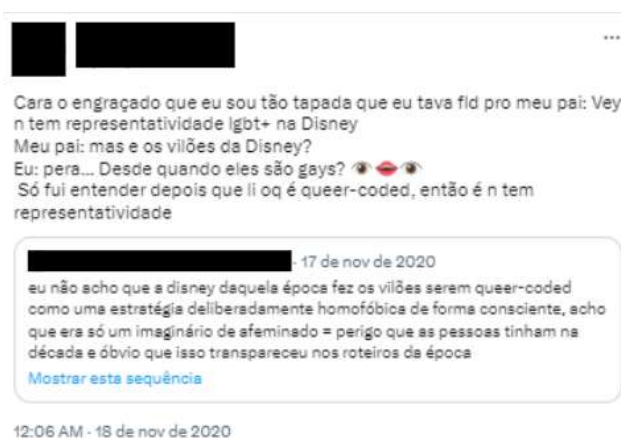 Cara o engraçado que eu sou tão tapada que eu tava fld pro meu pai: Vey
n tem representatividade lgbt+ na Disney
Meu pai: mas e os vilões da Disney?
Eu: pera... Desde quando eles são gays? 👁👄👁
Só fui entender depois que li oq é queer-coded, então é n tem
representatividade
· 17 de nov de 2020
eu não acho que a disney daquela época fez os vilões serem queer-coded
como uma estratégia deliberadamente homofóbica de forma consciente, acho
que era só um imaginário de afeminado = perigo que as pessoas tinham na
década e óbvio que isso transpareceu nos roteiros da época
Mostrar esta sequência
12:06 AM · 18 de nov de 2020